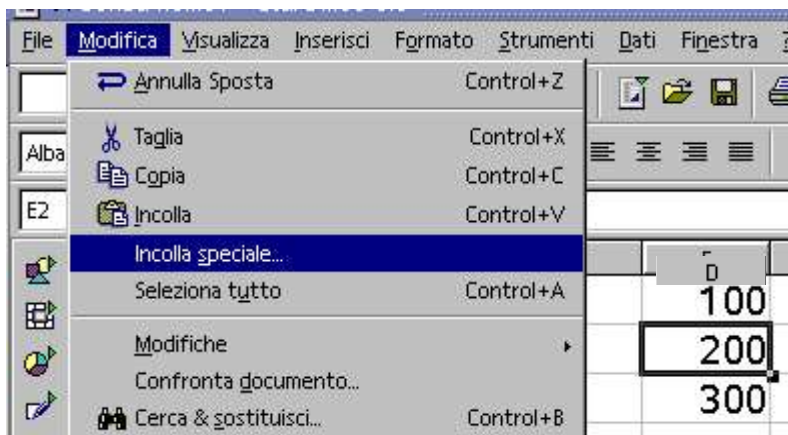 File Modifica Visualizza Inserisci Formato Strumenti Dati Finestra ?
Annulla Sposta Control+Z
Taglia Control+X
Alba
Copia Control+C
E2 Incolla Control+V
Incolla speciale...
D
Seleziona tutto Control+A
100
Modifiche
200
Confronta documento...
300
Cerca & sostituisci... Control+B